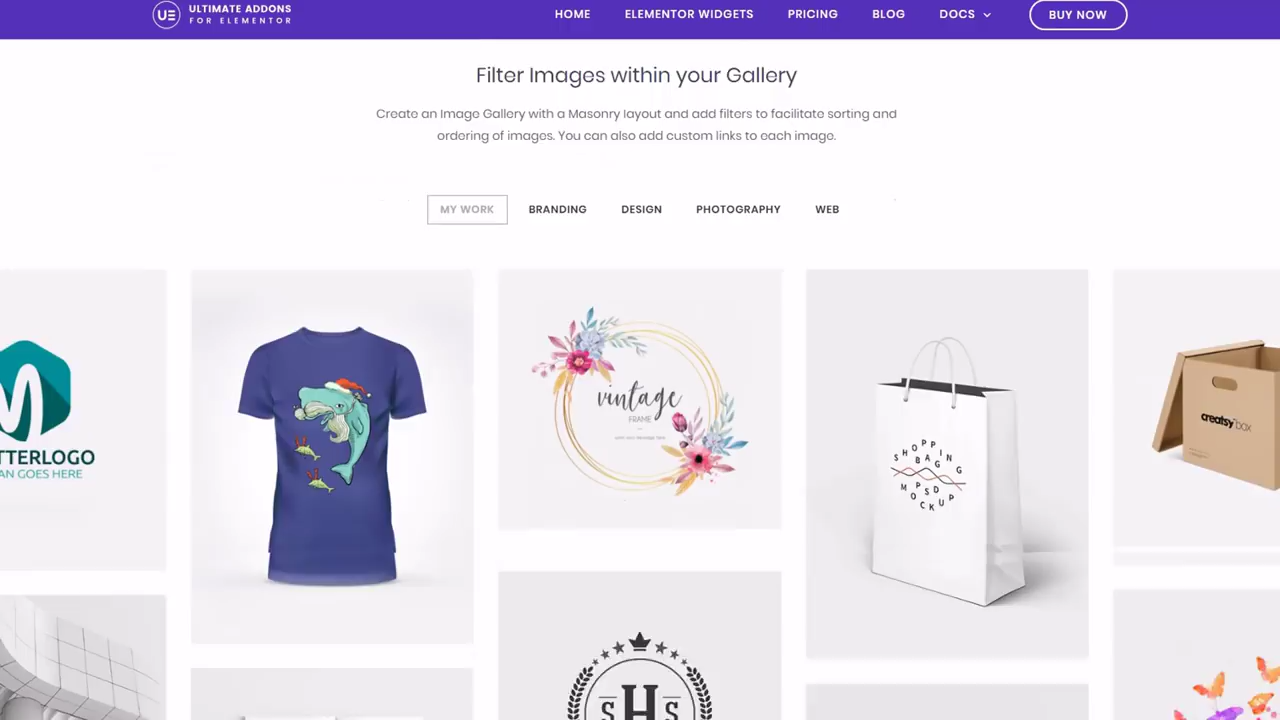 UE
ULTIMATE ADDONS
FOR ELEMENTOR
HOME
ELEMENTOR WIDGETS
PRICING
BLOG
DOCS
BUY NOW
Filter Images within your Gallery
Create an Image Gallery with a Masonry layout and add filters to facilitate sorting and
ordering of images. You can also add custom links to each image.
MY WORK
BRANDING
DESIGN
PHOTOGRAPHY
WEB
TTERLOGO
AN GOES HERE
vintage
FRAME
SHOPPING
BAG
PSD
MOCKUP
creatsy box
S H S